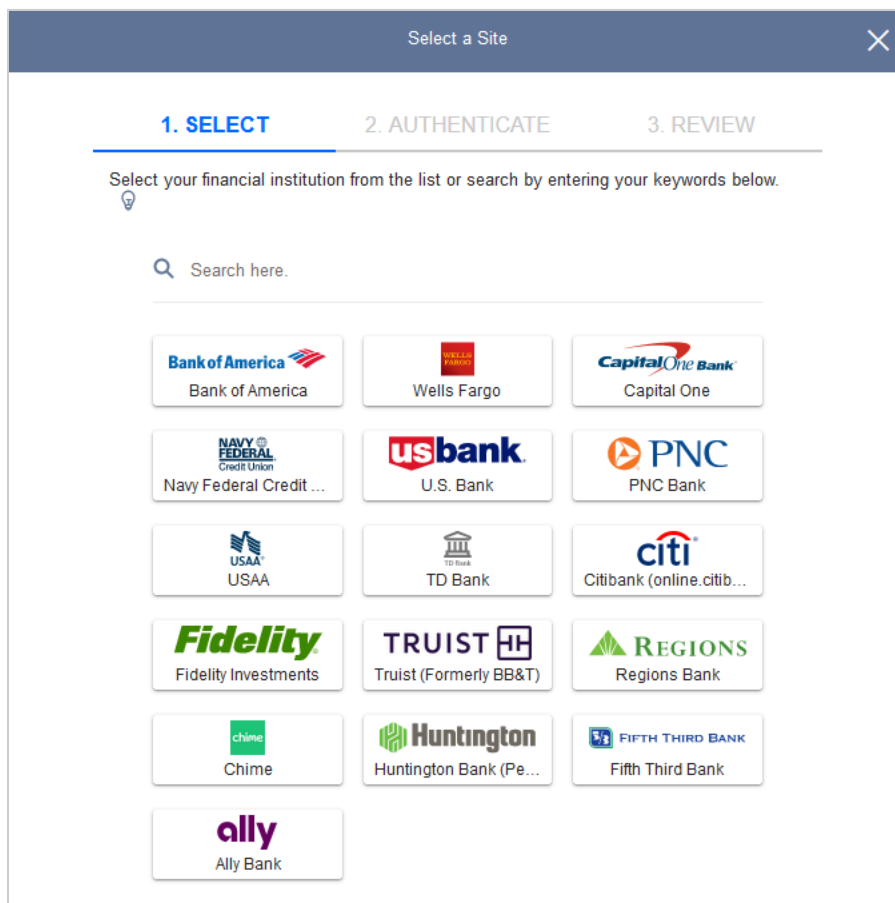 Select a Site
1. SELECT 2. AUTHENTICATE 3. REVIEW
Select your financial institution from the list or search by entering your keywords below.
Search here.
Bank of America
Bank of America
WELLS
FARGO
Wells Fargo
CapitalOne Bank
Capital One
NAVY
FEDERAL
Credit Union
Navy Federal Credit ...
usbank
U.S. Bank
PNC
PNC Bank
USAA
USAA
TD Bank
TD Bank
citi
Citibank (online.citib...
Fidelity
Fidelity Investments
TRUIST
Truist (Formerly BB&T)
REGIONS
Regions Bank
chime
Chime
Huntington
Huntington Bank (Pe...
5/3 FIFTH THIRD BANK
Fifth Third Bank
ally
Ally Bank